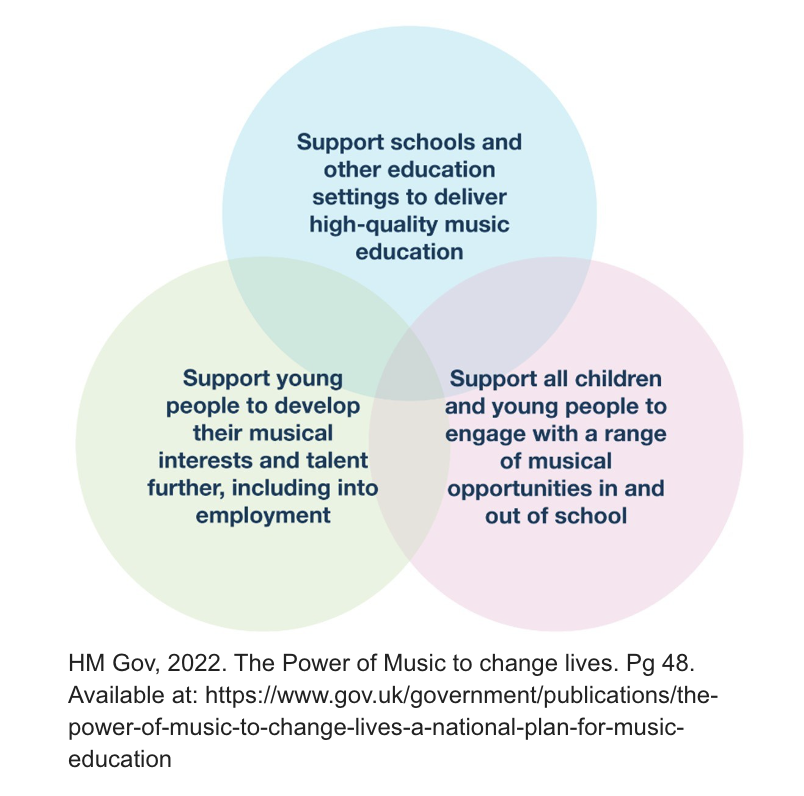 Support schools and
other education
settings to deliver
high-quality music
education
Support young
people to develop
their musical
interests and talent
further, including into
employment
Support all children
and young people to
engage with a range
of musical
opportunities in and
out of school
HM Gov, 2022. The Power of Music to change lives. Pg 48.
Available at: https://www.gov.uk/government/publications/the-
power-of-music-to-change-lives-a-national-plan-for-music-
education